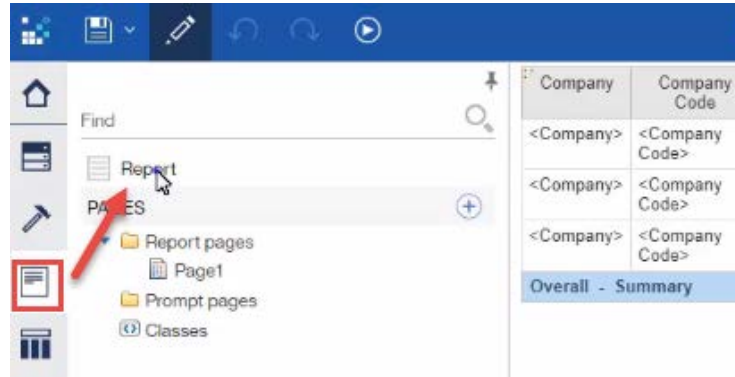 Find
Report
PAGES
Report pages
Page1
Prompt pages
Classes
Company Company Code
<Company> <Company Code>
<Company> <Company Code>
<Company> <Company Code>
Overall - Summary